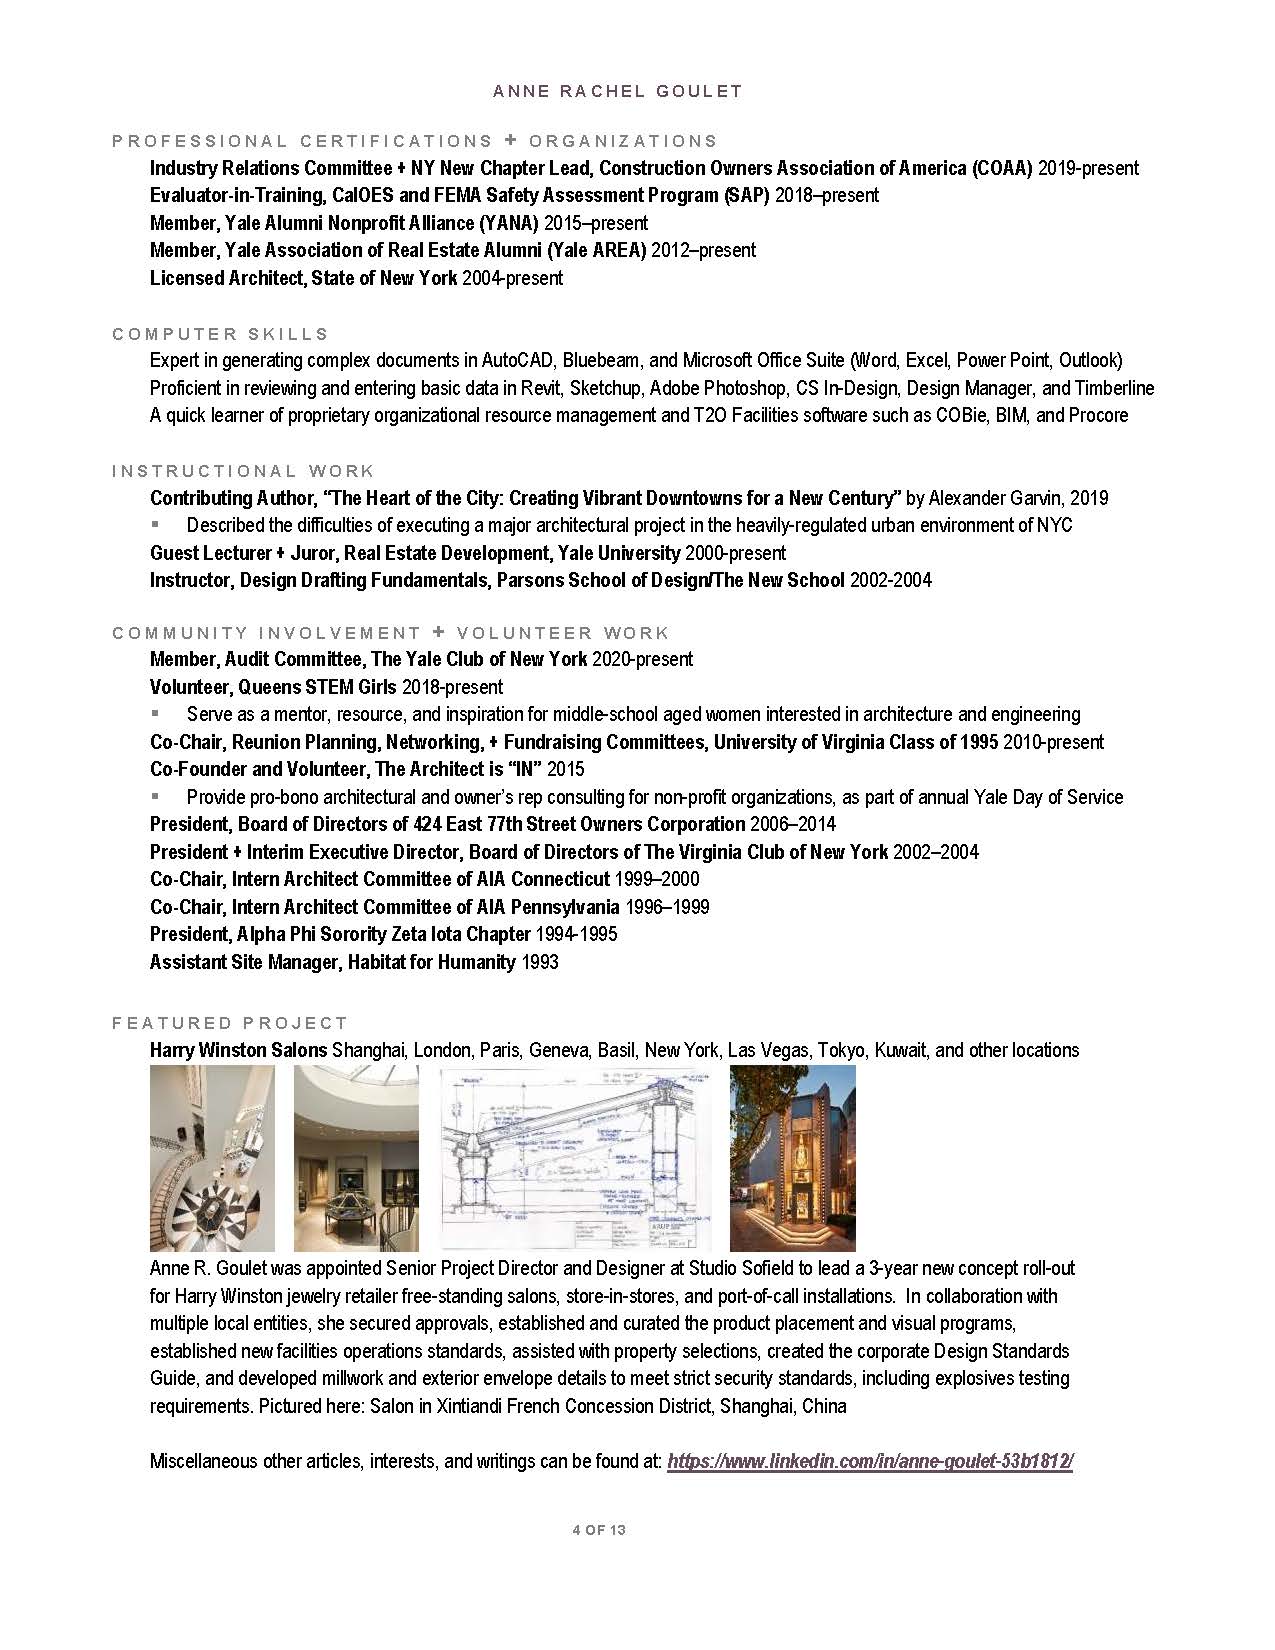 ANNE RACHEL GOULET
PROFESSIONAL CERTIFICATIONS + ORGANIZATIONS
Industry Relations Committee + NY New Chapter Lead, Construction Owners Association of America (COAA) 2019-present
Evaluator-in-Training, CalOES and FEMA Safety Assessment Program (SAP) 2018–present
Member, Yale Alumni Nonprofit Alliance (YANA) 2015–present
Member, Yale Association of Real Estate Alumni (Yale AREA) 2012–present
Licensed Architect, State of New York 2004-present
COMPUTER SKILLS
Expert in generating complex documents in AutoCAD, Bluebeam, and Microsoft Office Suite (Word, Excel, Power Point, Outlook)
Proficient in reviewing and entering basic data in Revit, Sketchup, Adobe Photoshop, CS In-Design, Design Manager, and Timberline
A quick learner of proprietary organizational resource management and T2O Facilities software such as COBie, BIM, and Procore
INSTRUCTIONAL WORK
Contributing Author, “The Heart of the City: Creating Vibrant Downtowns for a New Century” by Alexander Garvin, 2019
▪ Described the difficulties of executing a major architectural project in the heavily-regulated urban environment of NYC
Guest Lecturer + Juror, Real Estate Development, Yale University 2000-present
Instructor, Design Drafting Fundamentals, Parsons School of Design/The New School 2002-2004
COMMUNITY INVOLVEMENT + VOLUNTEER WORK
Member, Audit Committee, The Yale Club of New York 2020-present
Volunteer, Queens STEM Girls 2018-present
▪ Serve as a mentor, resource, and inspiration for middle-school aged women interested in architecture and engineering
Co-Chair, Reunion Planning, Networking, + Fundraising Committees, University of Virginia Class of 1995 2010-present
Co-Founder and Volunteer, The Architect is “IN” 2015
▪ Provide pro-bono architectural and owner’s rep consulting for non-profit organizations, as part of annual Yale Day of Service
President, Board of Directors of 424 East 77th Street Owners Corporation 2006–2014
President + Interim Executive Director, Board of Directors of The Virginia Club of New York 2002–2004
Co-Chair, Intern Architect Committee of AIA Connecticut 1999–2000
Co-Chair, Intern Architect Committee of AIA Pennsylvania 1996–1999
President, Alpha Phi Sorority Zeta Iota Chapter 1994-1995
Assistant Site Manager, Habitat for Humanity 1993
FEATURED PROJECT
Harry Winston Salons Shanghai, London, Paris, Geneva, Basil, New York, Las Vegas, Tokyo, Kuwait, and other locations
ARUP
Anne R. Goulet was appointed Senior Project Director and Designer at Studio Sofield to lead a 3-year new concept roll-out
for Harry Winston jewelry retailer free-standing salons, store-in-stores, and port-of-call installations. In collaboration with
multiple local entities, she secured approvals, established and curated the product placement and visual programs,
established new facilities operations standards, assisted with property selections, created the corporate Design Standards
Guide, and developed millwork and exterior envelope details to meet strict security standards, including explosives testing
requirements. Pictured here: Salon in Xintiandi French Concession District, Shanghai, China
Miscellaneous other articles, interests, and writings can be found at: https://www.linkedin.com/in/anne-goulet-53b1812/
4 OF 13